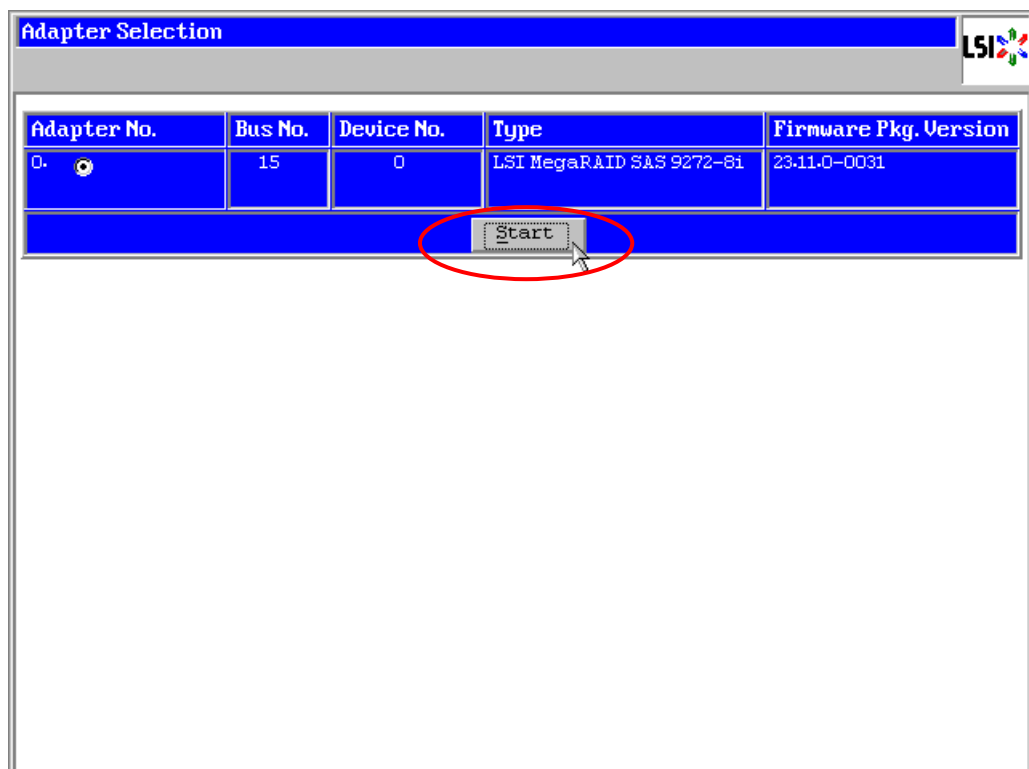 Adapter Selection
LSI
Adapter No. Bus No. Device No. Type Firmware Pkg. Version
0. 15 0 LSI MegaRAID SAS 9272-8i 23.11.0-0031
Start